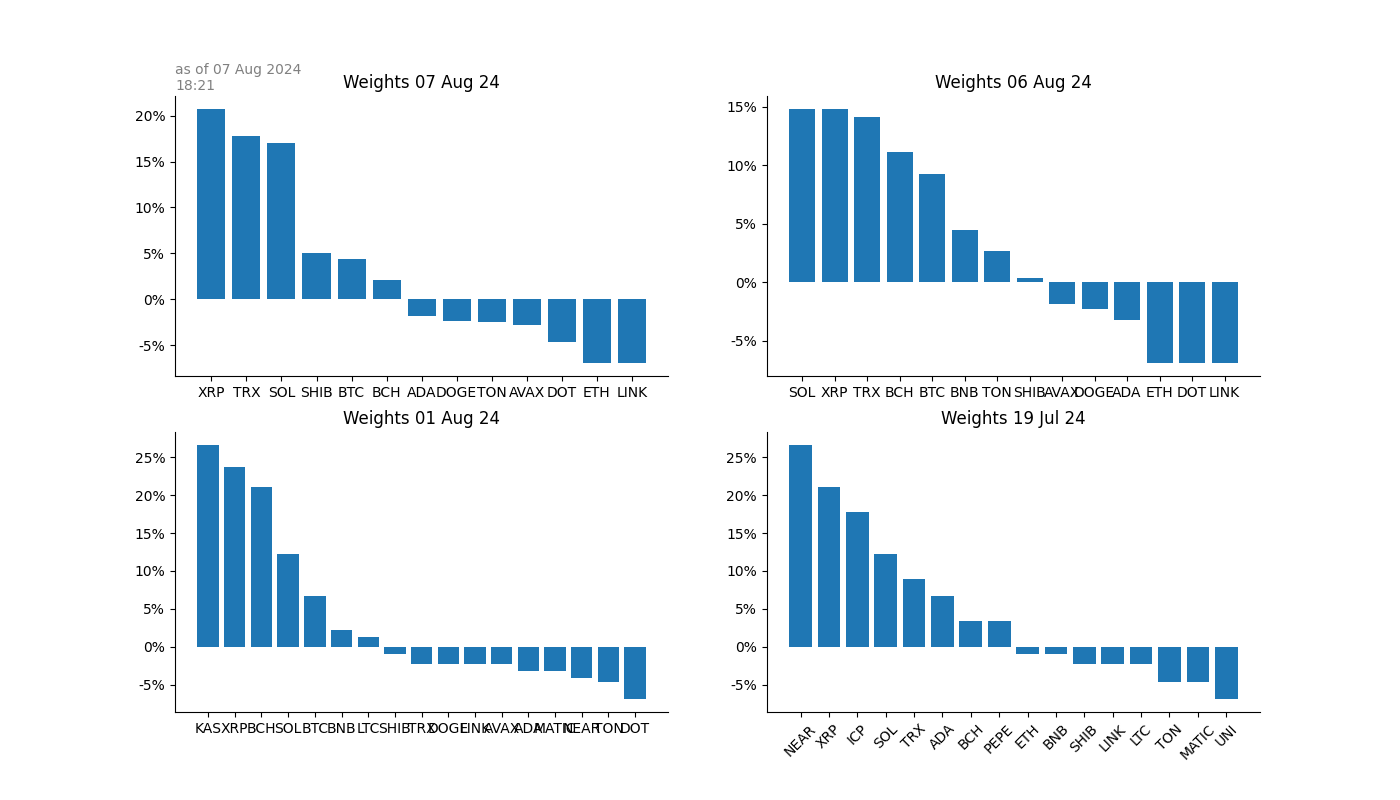 as of 07 Aug 2024
18:21
Weights 07 Aug 24
20%
15%
10%
5%
0%
-5%
XRP TRX SOL SHIB BTC BCH ADA DOGE TON AVAX DOT ETH LINK
Weights 06 Aug 24
15%
10%
5%
0%
-5%
SOL XRP TRX BCH BTC BNB TON SHIB AVAX DOGE ADA ETH DOT LINK
Weights 01 Aug 24
25%
20%
15%
10%
5%
0%
-5%
KAS XRP BCH SOL BTC BNB LTC SHIB TRX DOGE LINK AVAX ADA MATIC NEAR TON DOT
Weights 19 Jul 24
25%
20%
15%
10%
5%
0%
-5%
NEAR XRP ICP SOL TRX ADA BCH PEPE ETH BNB SHIB LINK LTC TON MATIC UNI